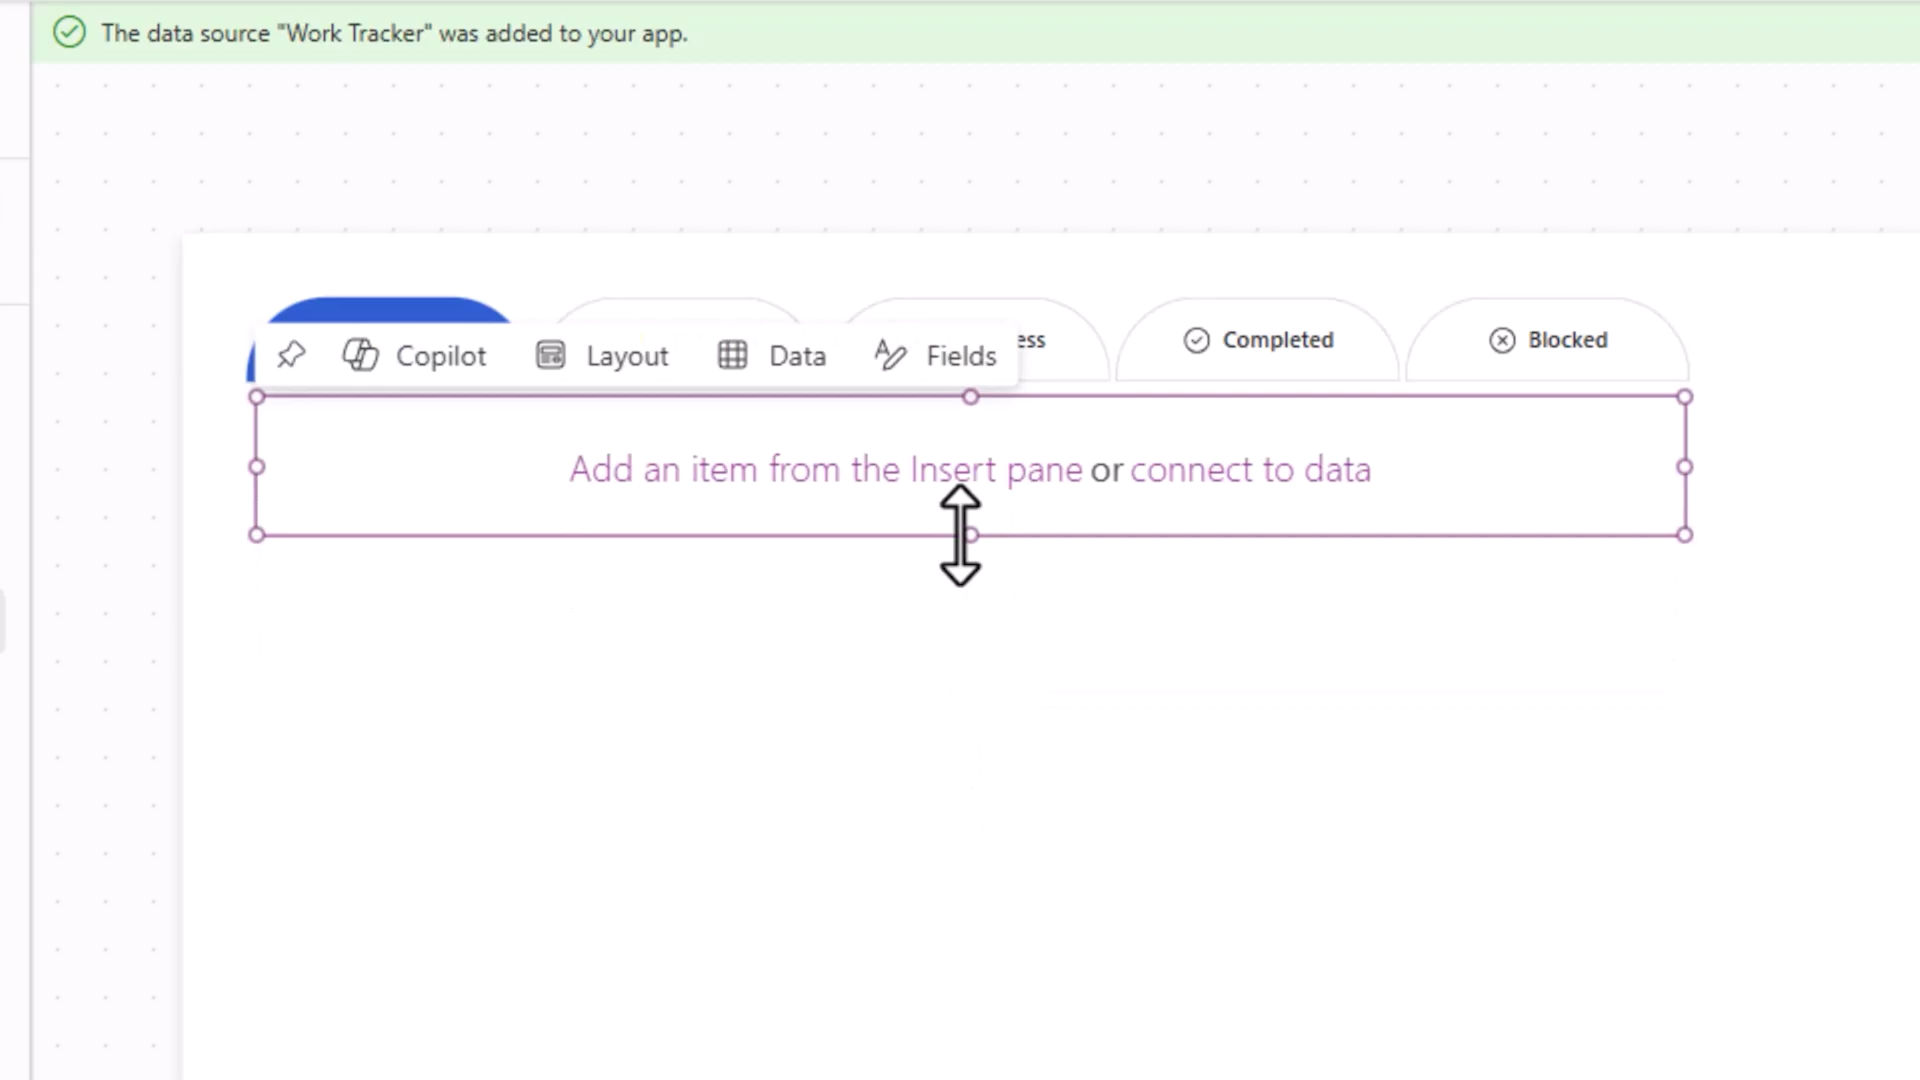 The data source "Work Tracker" was added to your app.
ess
Completed
Blocked
Copilot
Layout
Data
Fields
Add an item from the Insert pane or connect to data